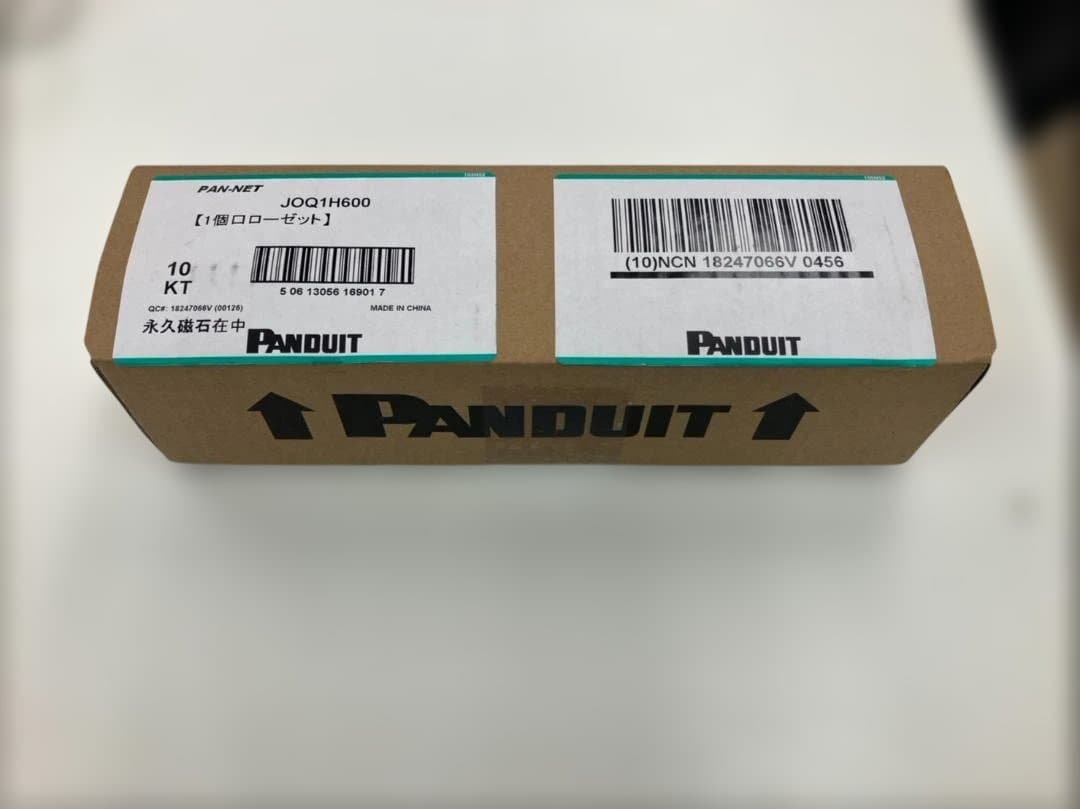 PAN-NET
JOQ1H600
【1個口ローゼット】
10
KT
5 06 13056 16901 7
QC#: 18247066V (00126)
MADE IN CHINA
永久磁石在中
PANDUIT
(10)NCN 18247066V 0456
PANDUIT
PANDUIT